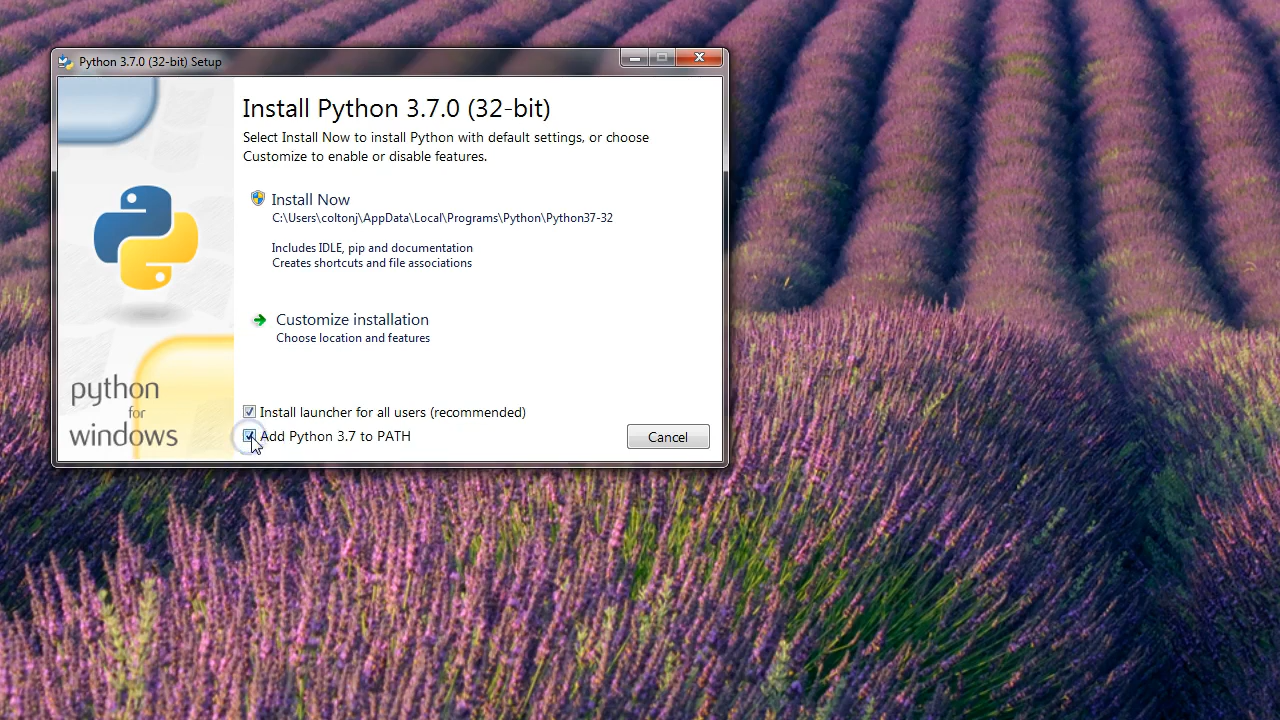 Python 3.7.0 (32-bit) Setup
Install Python 3.7.0 (32-bit)
Select Install Now to install Python with default settings, or choose
Customize to enable or disable features.
Install Now
C:\Users\coltonj\AppData\Local\Programs\Python\Python37-32
Includes IDLE, pip and documentation
Creates shortcuts and file associations
Customize installation
Choose location and features
python
for
windows
Install launcher for all users (recommended)
Add Python 3.7 to PATH
Cancel